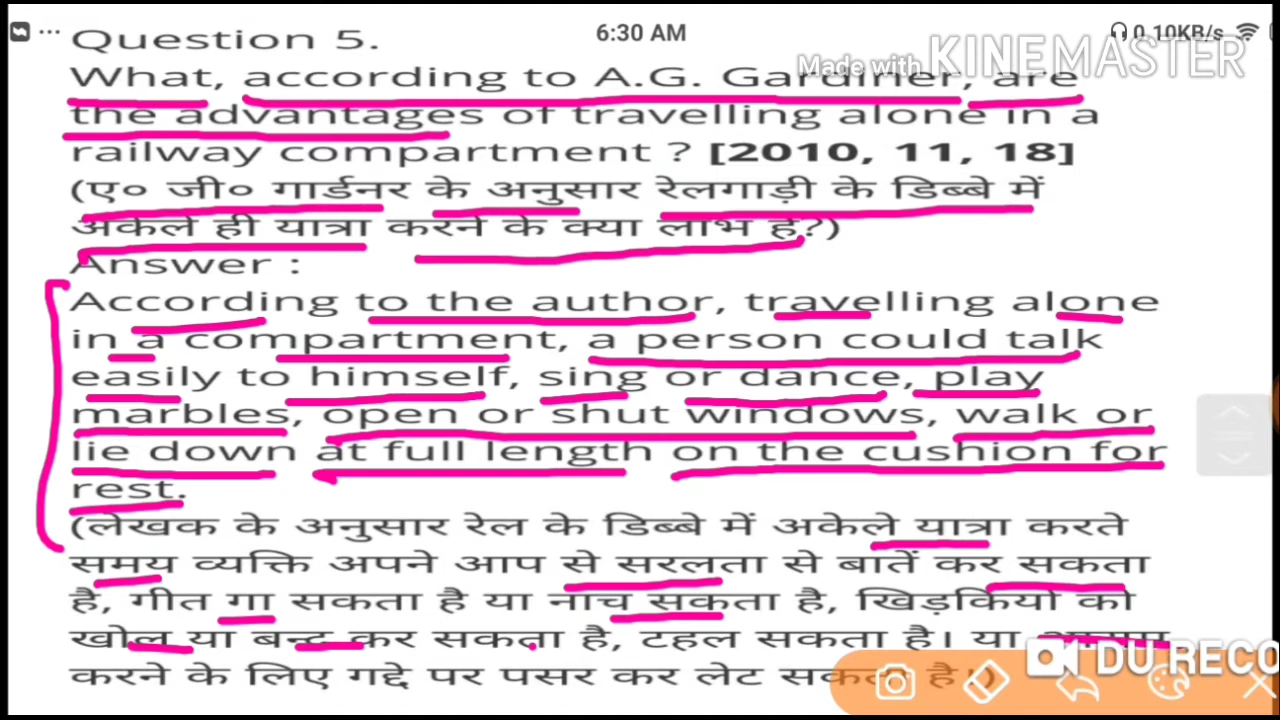 6:30 AM
0.10KB/s
Made with KINEMASTER
Question 5.
What, according to A.G. Gardiner, are
the advantages of travelling alone in a
railway compartment ? [2010, 11, 18]
(ए० जी० गार्डनर के अनुसार रेलगाड़ी के डिब्बे में
अकेले ही यात्रा करने के क्या लाभ हैं?)
Answer :
According to the author, travelling alone
in a compartment, a person could talk
easily to himself, sing or dance, play
marbles, open or shut windows, walk or
lie down at full length on the cushion for
rest.
(लेखक के अनुसार रेल के डिब्बे में अकेले यात्रा करते
समय व्यक्ति अपने आप से सरलता से बातें कर सकता
है, गीत गा सकता है या नाच सकता है, खिड़कियों को
खोल या बन्द कर सकता है, टहल सकता है। या
करने के लिए गद्दे पर पसर कर लेट सकता है।)
DU RECO